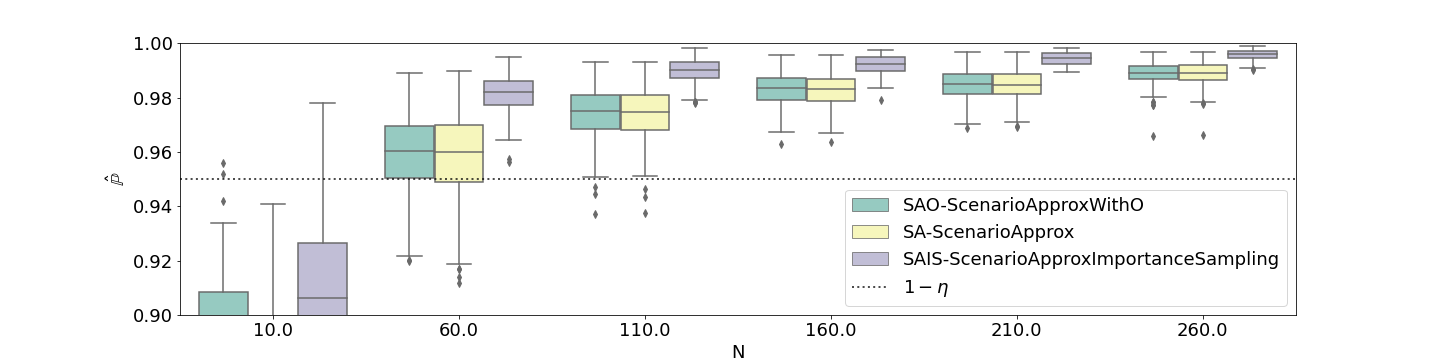 1.00
0.98
0.96
0.94
0.92
0.90
ℙ̂
10.0 60.0 110.0 160.0 210.0 260.0
N
SAO-ScenarioApproxWithO
SA-ScenarioApprox
SAIS-ScenarioApproxImportanceSampling
1 − η